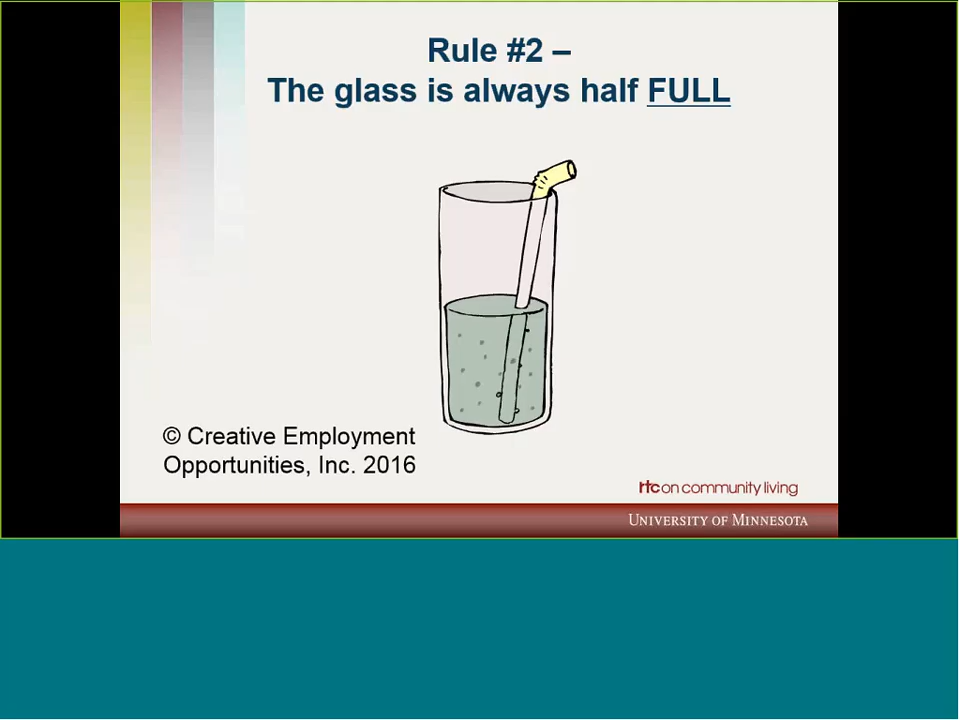 Rule #2 –
The glass is always half FULL
© Creative Employment
Opportunities, Inc. 2016
rtc on community living
UNIVERSITY OF MINNESOTA